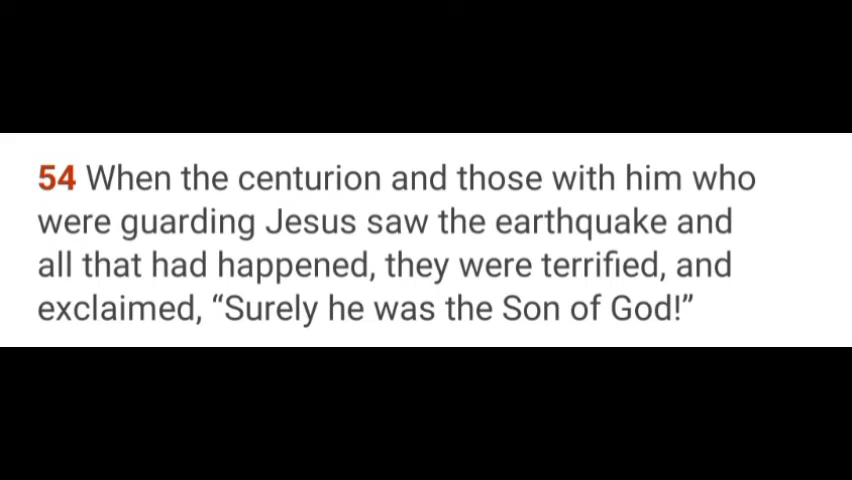 54 When the centurion and those with him who
were guarding Jesus saw the earthquake and
all that had happened, they were terrified, and
exclaimed, “Surely he was the Son of God!”